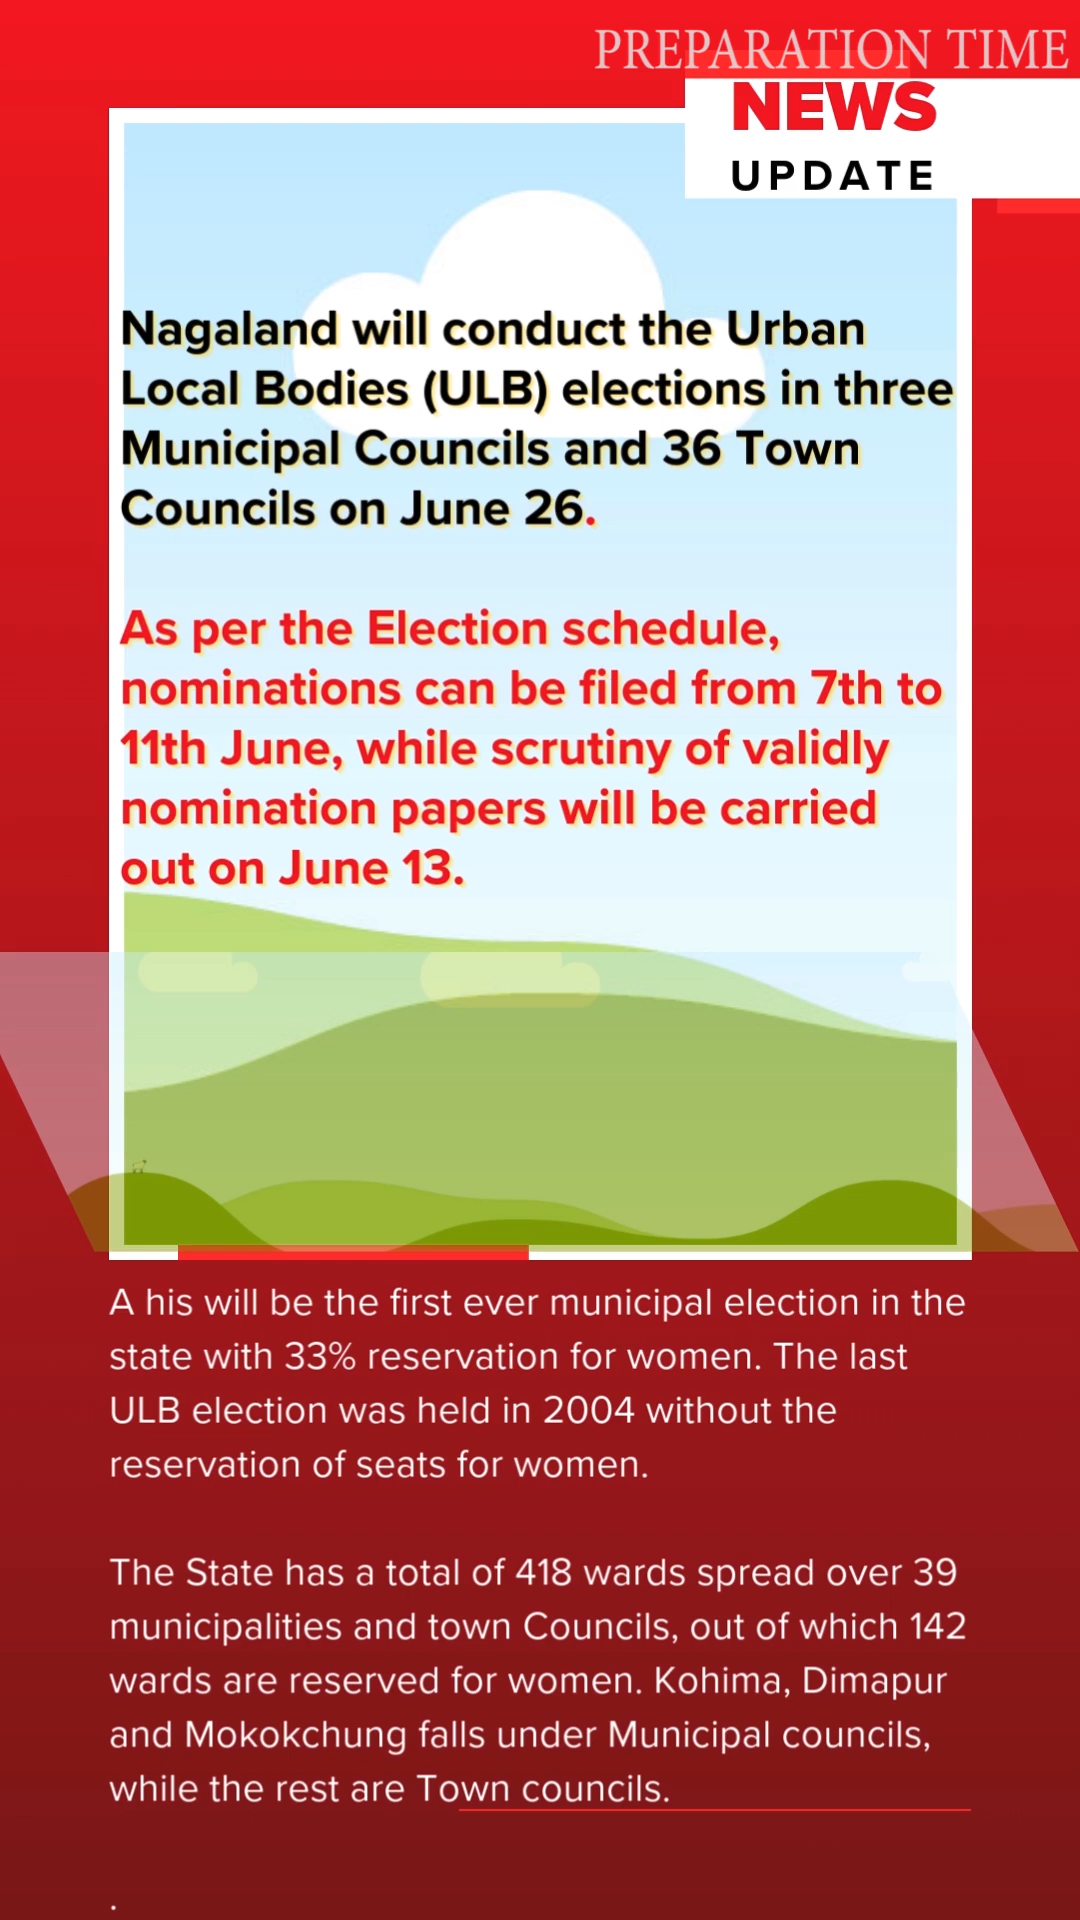 PREPARATION TIME
NEWS
UPDATE
Nagaland will conduct the Urban
Local Bodies (ULB) elections in three
Municipal Councils and 36 Town
Councils on June 26.
As per the Election schedule,
nominations can be filed from 7th to
11th June, while scrutiny of validly
nomination papers will be carried
out on June 13.
A his will be the first ever municipal election in the
state with 33% reservation for women. The last
ULB election was held in 2004 without the
reservation of seats for women.
The State has a total of 418 wards spread over 39
municipalities and town Councils, out of which 142
wards are reserved for women. Kohima, Dimapur
and Mokokchung falls under Municipal councils,
while the rest are Town councils.
.